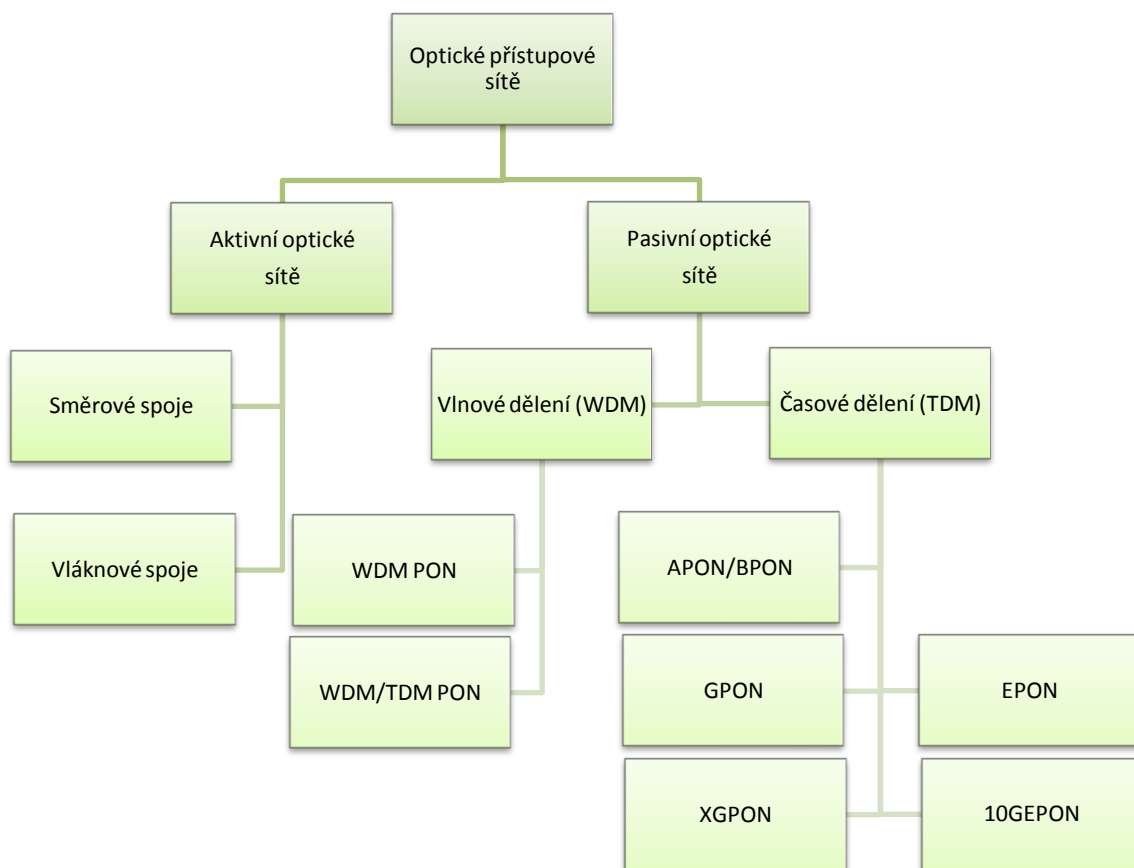 Optické přístupové
sítě
Aktivní optické
sítě
Pasivní optické
sítě
Směrové spoje
Vlnové dělení (WDM)
Časové dělení (TDM)
Vláknové spoje
WDM PON
APON/BPON
WDM/TDM PON
GPON
EPON
XGPON
10GEPON